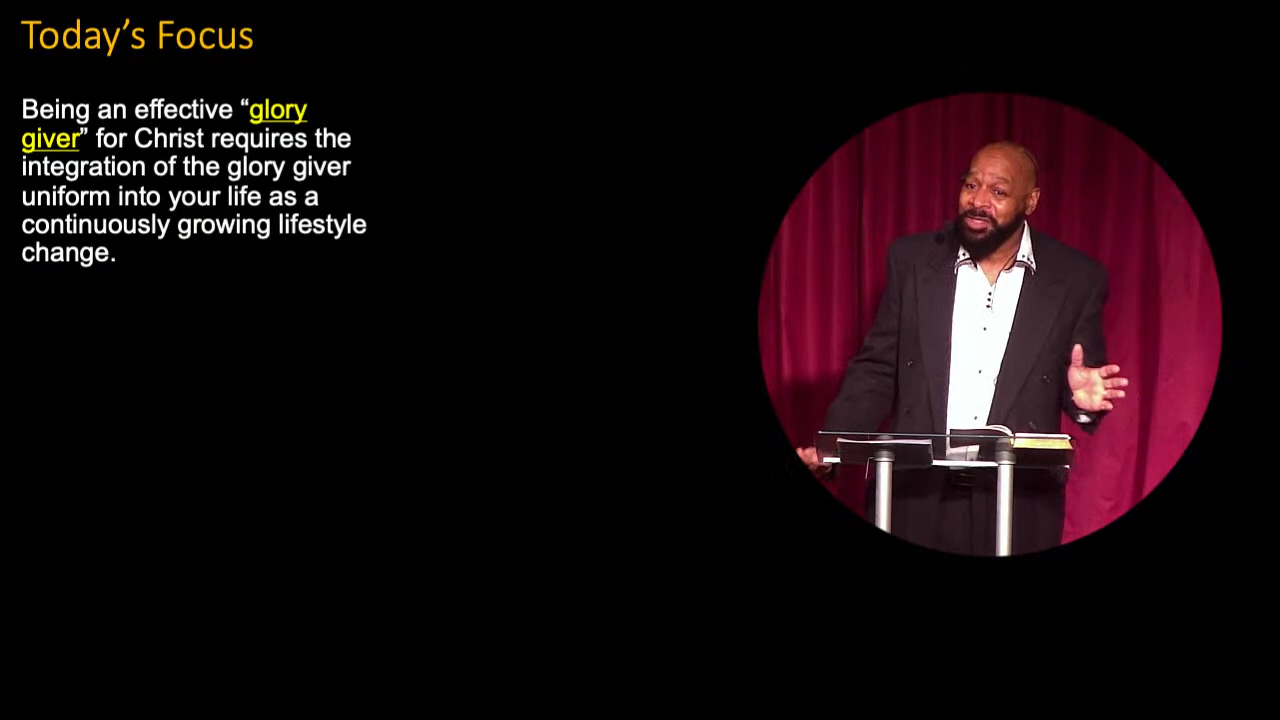 Today’s Focus
Being an effective “glory
giver” for Christ requires the
integration of the glory giver
uniform into your life as a
continuously growing lifestyle
change.